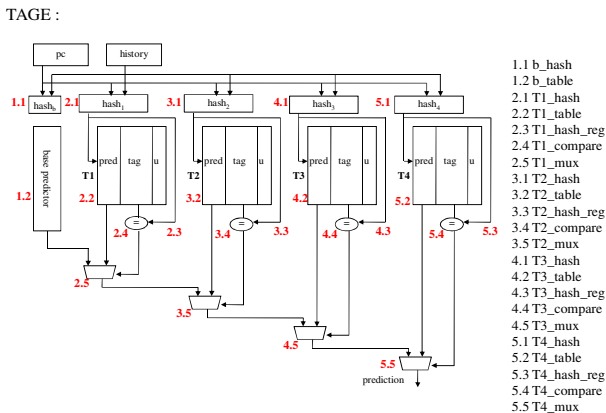 TAGE :
pc
history
1.1
hash_b
2.1
hash_1
3.1
hash_2
4.1
hash_3
5.1
hash_4
1.2
base predictor
T1
pred tag u
2.2
T2
pred tag u
3.2
T3
pred tag u
4.2
T4
pred tag u
5.2
=
2.4
2.3
=
3.4
3.3
=
4.4
4.3
=
5.4
5.3
2.5
3.5
4.5
5.5
prediction
1.1 b_hash
1.2 b_table
2.1 T1_hash
2.2 T1_table
2.3 T1_hash_reg
2.4 T1_compare
2.5 T1_mux
3.1 T2_hash
3.2 T2_table
3.3 T2_hash_reg
3.4 T2_compare
3.5 T2_mux
4.1 T3_hash
4.2 T3_table
4.3 T3_hash_reg
4.4 T3_compare
4.5 T3_mux
5.1 T4_hash
5.2 T4_table
5.3 T4_hash_reg
5.4 T4_compare
5.5 T4_mux